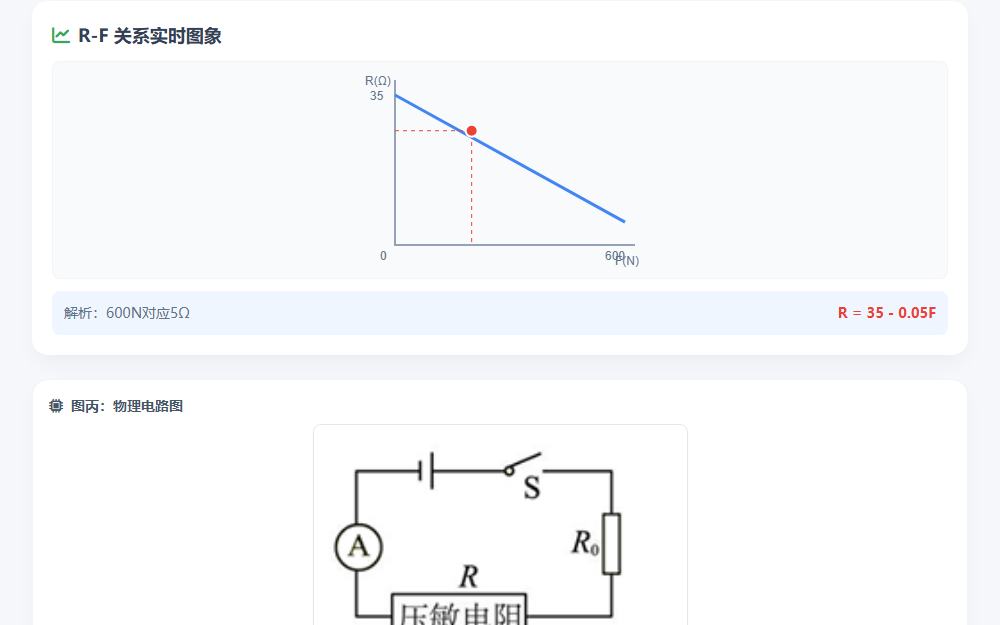 R-F 关系实时图象
R(Ω)
35
0
600
F(N)
解析：600N对应5Ω
R = 35 - 0.05F
图丙：物理电路图
S
A
R₀
R
压敏电阻